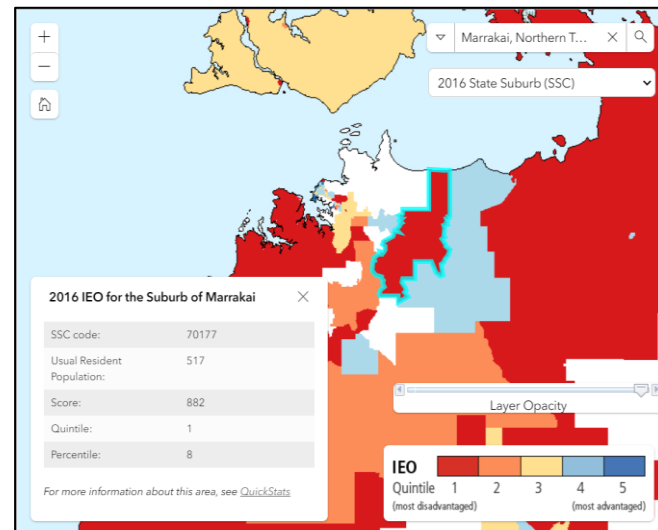 +
Marrakai, Northern T...
−
2016 State Suburb (SSC)
2016 IEO for the Suburb of Marrakai
SSC code: 70177
Usual Resident Population: 517
Score: 882
Quintile: 1
Percentile: 8
For more information about this area, see QuickStats
Layer Opacity
IEO
Quintile 1 2 3 4 5
(most disadvantaged) (most advantaged)